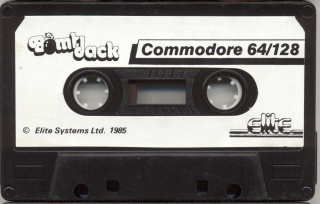 Bomb Jack
Commodore 64/128
© Elite Systems Ltd. 1985
elite